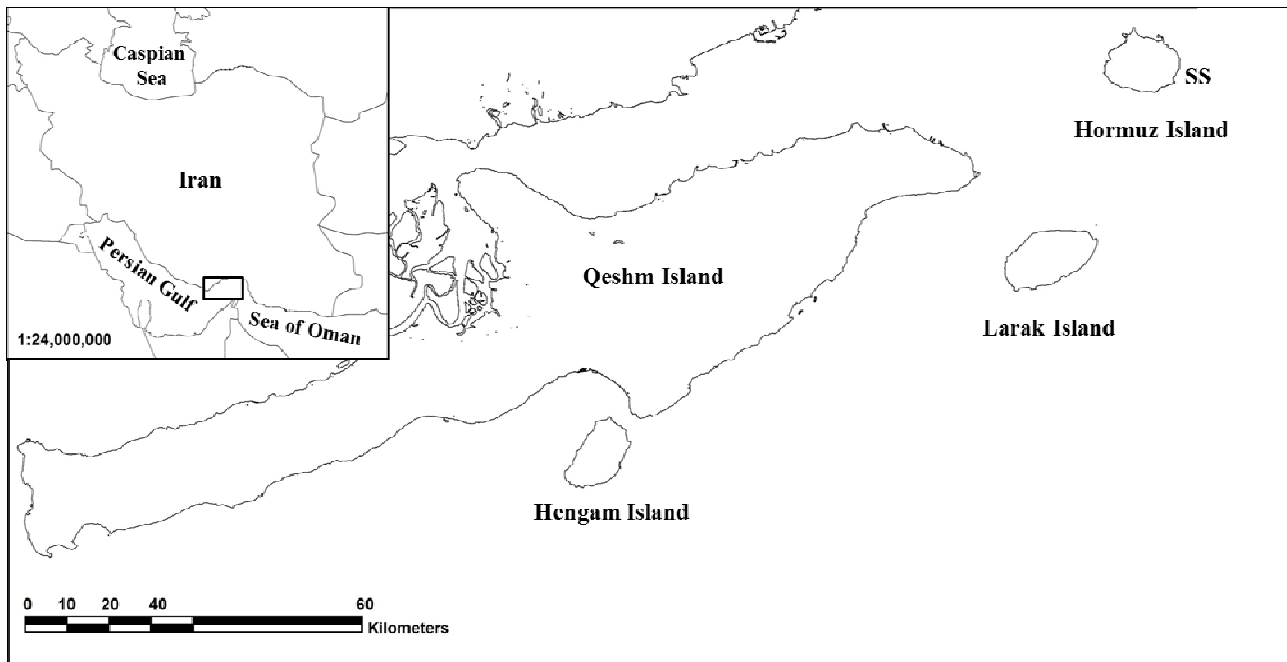 Caspian
Sea
SS
Hormuz Island
Iran
Persian Gulf
Qeshm Island
Sea of Oman
Larak Island
1:24,000,000
Hengam Island
0 10 20 40 60
Kilometers